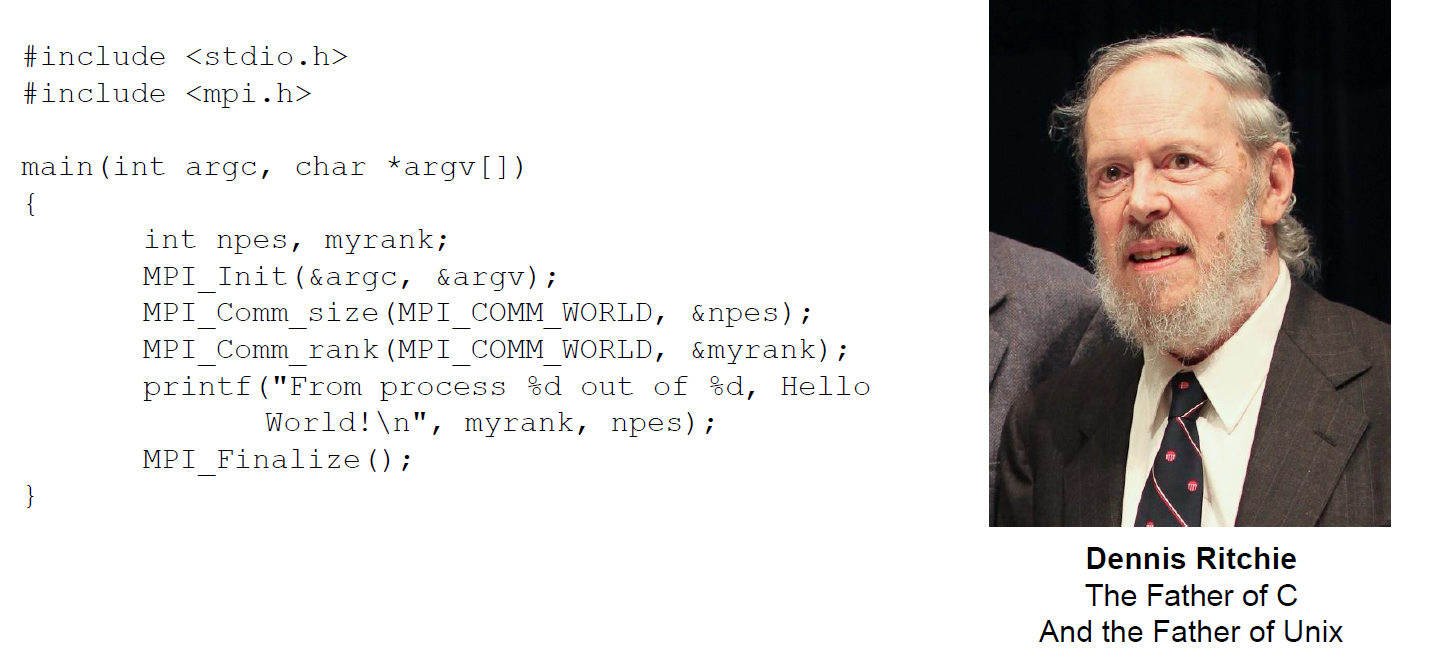 #include <stdio.h>
#include <mpi.h>
main(int argc, char *argv[])
{
int npes, myrank;
MPI_Init(&argc, &argv);
MPI_Comm_size(MPI_COMM_WORLD, &npes);
MPI_Comm_rank(MPI_COMM_WORLD, &myrank);
printf("From process %d out of %d, Hello
World!\n", myrank, npes);
MPI_Finalize();
}
Dennis Ritchie
The Father of C
And the Father of Unix